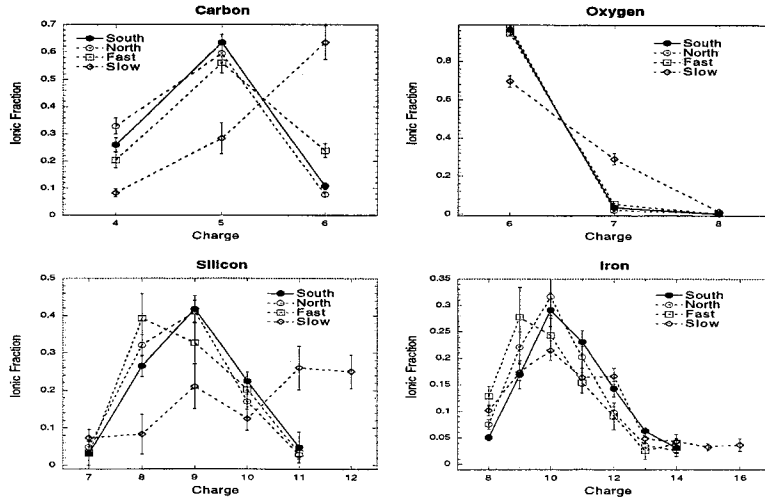 Carbon
0.7
0.6
0.5
0.4
0.3
0.2
0.1
0
Ionic Fraction
South
North
Fast
Slow
4 5 6
Charge
Oxygen
0.8
0.6
0.4
0.2
0
Ionic Fraction
South
North
Fast
Slow
6 7 8
Charge
Silicon
0.5
0.4
0.3
0.2
0.1
0
Ionic Fraction
South
North
Fast
Slow
7 8 9 10 11 12
Charge
Iron
0.35
0.3
0.25
0.2
0.15
0.1
0.05
0
Ionic Fraction
South
North
Fast
Slow
8 10 12 14 16
Charge